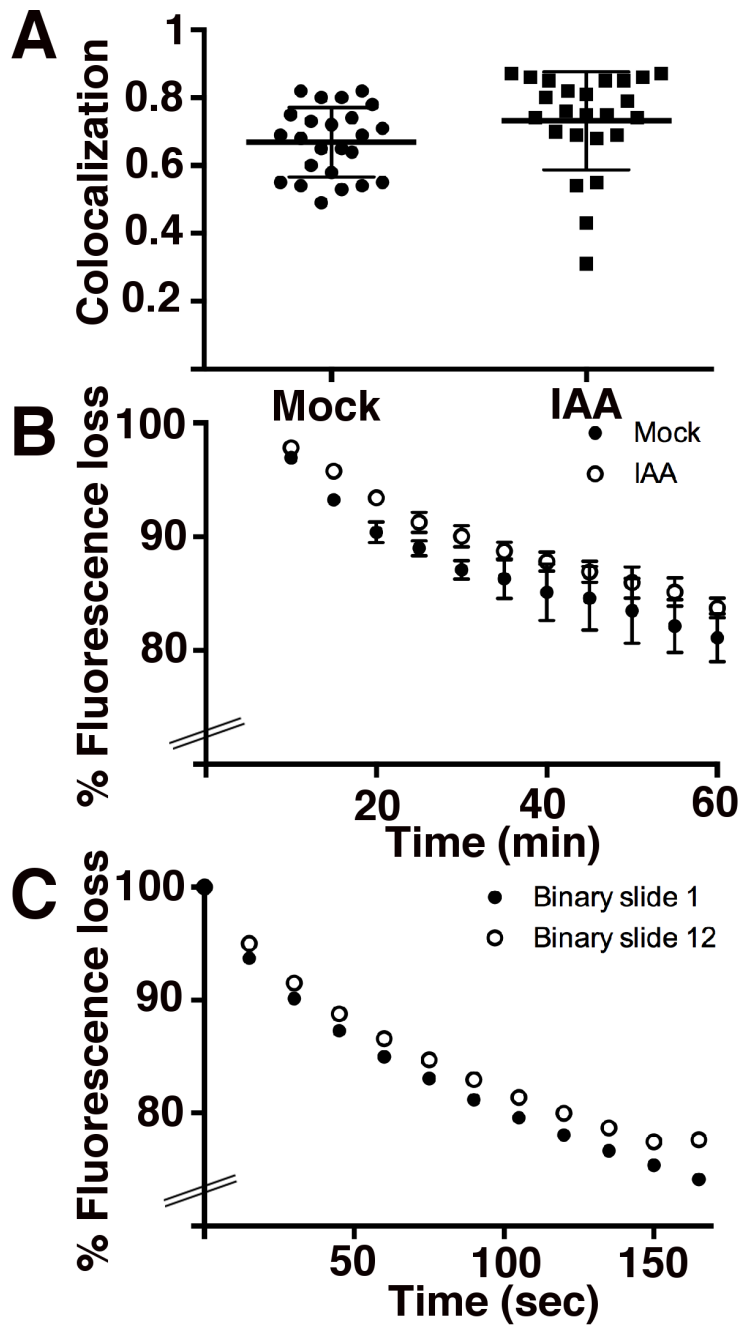 A
Colocalization
1
0.8
0.6
0.4
0.2
Mock
IAA
B
% Fluorescence loss
100
90
80
Mock
IAA
20
40
60
Time (min)
C
% Fluorescence loss
100
90
80
Binary slide 1
Binary slide 12
50
100
150
Time (sec)